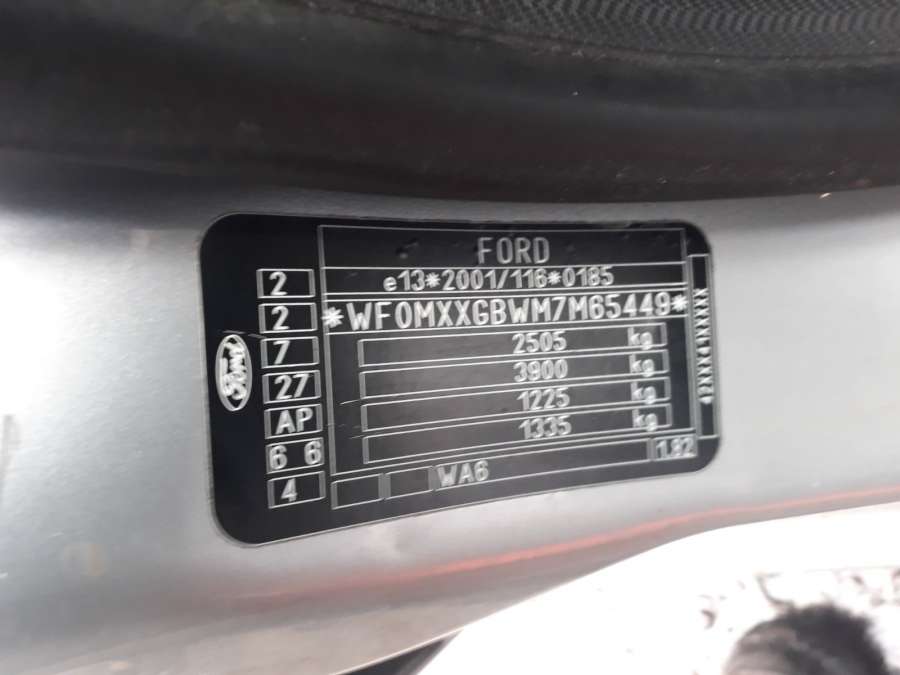 FORD
e13*2001/116*0185
*WF0MXXGBWM7M65449*
2505 kg
3900 kg
1225 kg
1335 kg
WA6
1.82
2
2
7
27
AP
6 6
4
Ford